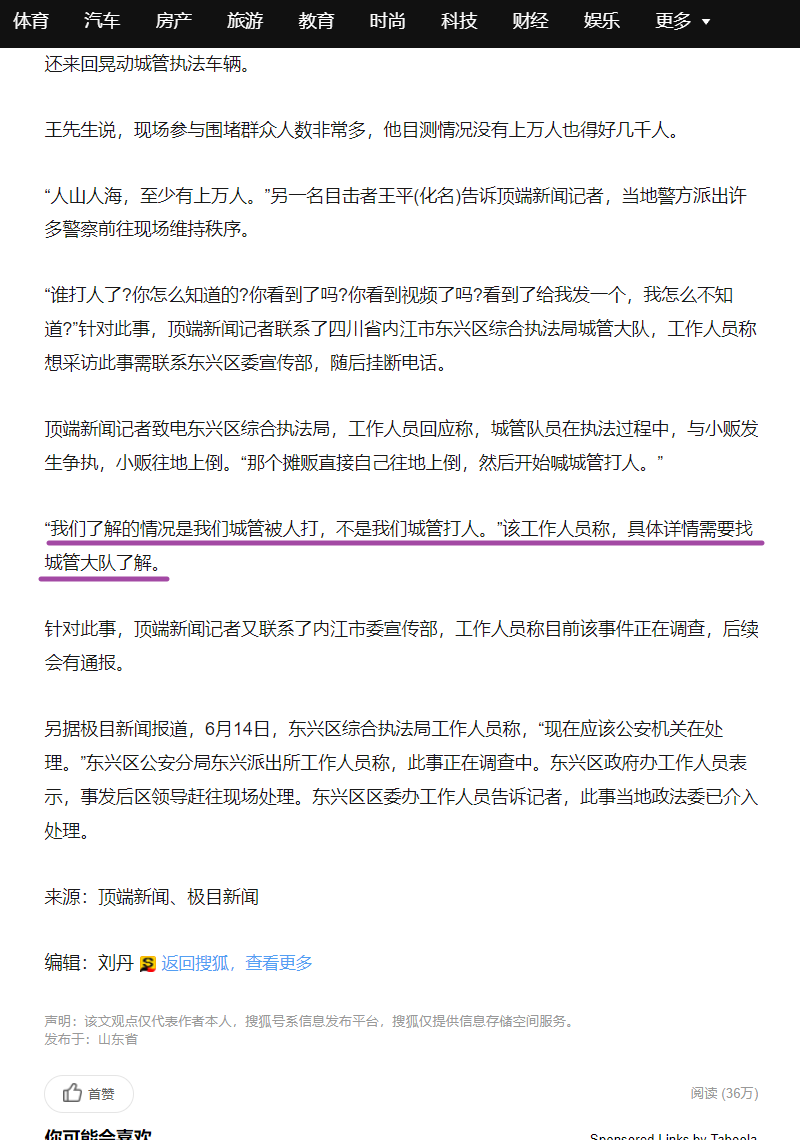 体育 汽车 房产 旅游 教育 时尚 科技 财经 娱乐 更多
还来回晃动城管执法车辆。
王先生说，现场参与围堵群众人数非常多，他目测情况没有上万人也得好几千人。
“人山人海，至少有上万人。”另一名目击者王平(化名)告诉顶端新闻记者，当地警方派出许
多警察前往现场维持秩序。
“谁打人了?你怎么知道的?你看到了吗?你看到视频了吗?看到了给我发一个，我怎么不知
道?”针对此事，顶端新闻记者联系了四川省内江市东兴区综合执法局城管大队，工作人员称
想采访此事需联系东兴区委宣传部，随后挂断电话。
顶端新闻记者致电东兴区综合执法局，工作人员回应称，城管队员在执法过程中，与小贩发
生争执，小贩往地上倒。“那个摊贩直接自己往地上倒，然后开始喊城管打人。”
“我们了解的情况是我们城管被人打，不是我们城管打人。”该工作人员称，具体详情需要找
城管大队了解。
针对此事，顶端新闻记者又联系了内江市委宣传部，工作人员称目前该事件正在调查，后续
会有通报。
另据极目新闻报道，6月14日，东兴区综合执法局工作人员称，“现在应该公安机关在处
理。”东兴区公安分局东兴派出所工作人员称，此事正在调查中。东兴区政府办工作人员表
示，事发后区领导赶往现场处理。东兴区区委办工作人员告诉记者，此事当地政法委已介入
处理。
来源：顶端新闻、极目新闻
编辑：刘丹 S 返回搜狐，查看更多
声明：该文观点仅代表作者本人，搜狐号系信息发布平台，搜狐仅提供信息存储空间服务。
发布于：山东省
首赞 阅读 (36万)
你可能会喜欢 Sponsored Links by Taboola